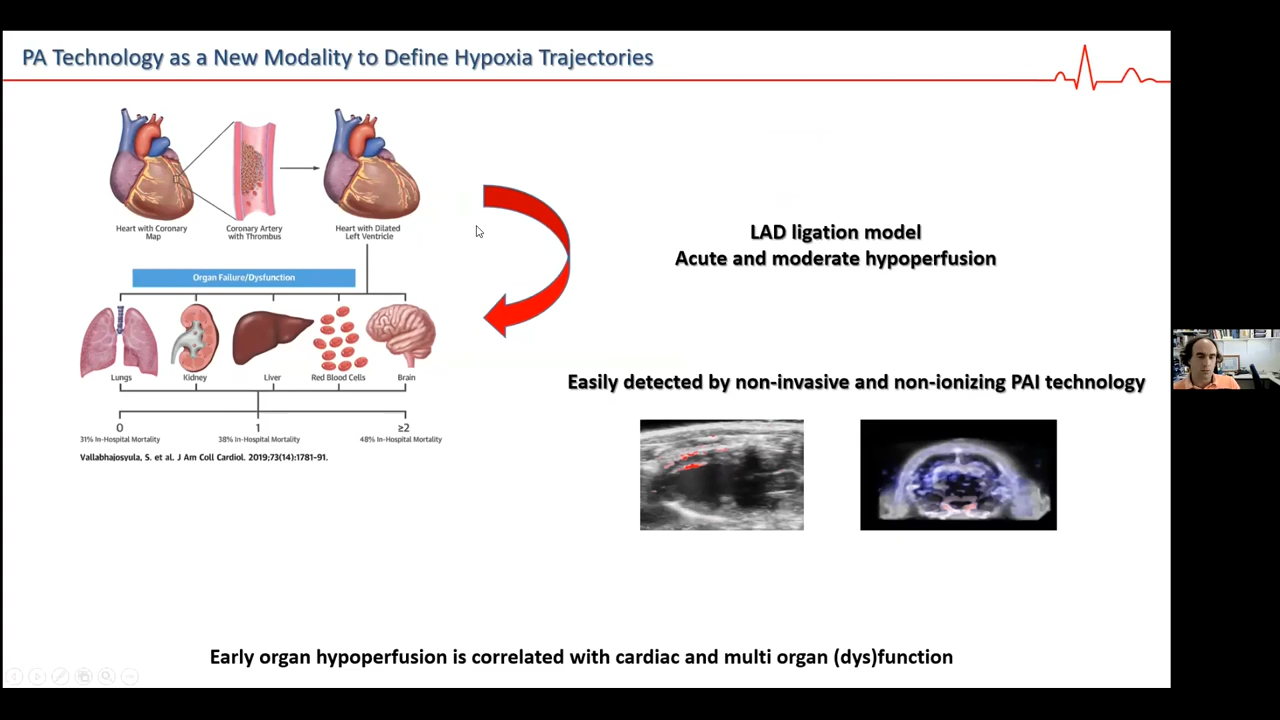 PA Technology as a New Modality to Define Hypoxia Trajectories
Heart with Coronary
Map
Coronary Artery
with Thrombus
Heart with Dilated
Left Ventricle
Organ Failure/Dysfunction
Lungs
Kidney
Liver
Red Blood Cells
Brain
0
1
≥2
31% In-Hospital Mortality
38% In-Hospital Mortality
48% In-Hospital Mortality
Vallabhajosyula, S. et al. J Am Coll Cardiol. 2019;73(14):1781-91.
LAD ligation model
Acute and moderate hypoperfusion
Easily detected by non-invasive and non-ionizing PAI technology
Early organ hypoperfusion is correlated with cardiac and multi organ (dys)function